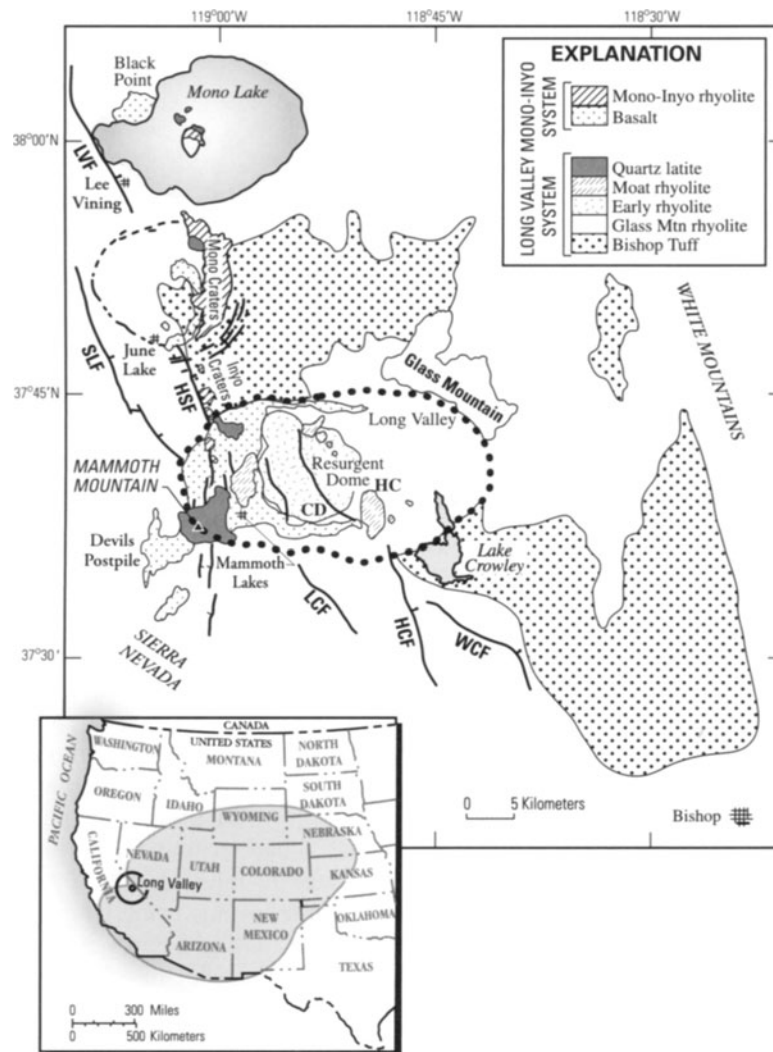 119°00'W
118°45'
118°30'
Black
Point
Mono Lake
38°00'N
LVF
Lee
Vining
EXPLANATION
LONG VALLEY MONO-INYO
SYSTEM
SYSTEM
Mono-Inyo rhyolite
Basalt
Quartz latite
Moat rhyolite
Early rhyolite
Glass Mtn rhyolite
Bishop Tuff
Mono Craters
WHITE MOUNTAINS
June
Lake
Inyo
Craters
SLF
HSF
37°45'N
Glass Mountain
Long Valley
MAMMOTH
MOUNTAIN
Resurgent
Dome
HC
CD
Devils
Postpile
Mammoth
Lakes
Lake
Crowley
LCF
HCF
WCF
SIERRA
NEVADA
37°30'
0 5 Kilometers
Bishop
CANADA
PACIFIC OCEAN
WASHINGTON
UNITED STATES
MONTANA
NORTH
DAKOTA
OREGON
IDAHO
SOUTH
DAKOTA
WYOMING
NEBRASKA
CALIFORNIA
NEVADA
UTAH
COLORADO
KANSAS
Long Valley
ARIZONA
NEW
MEXICO
OKLAHOMA
TEXAS
0 300 Miles
0 500 Kilometers